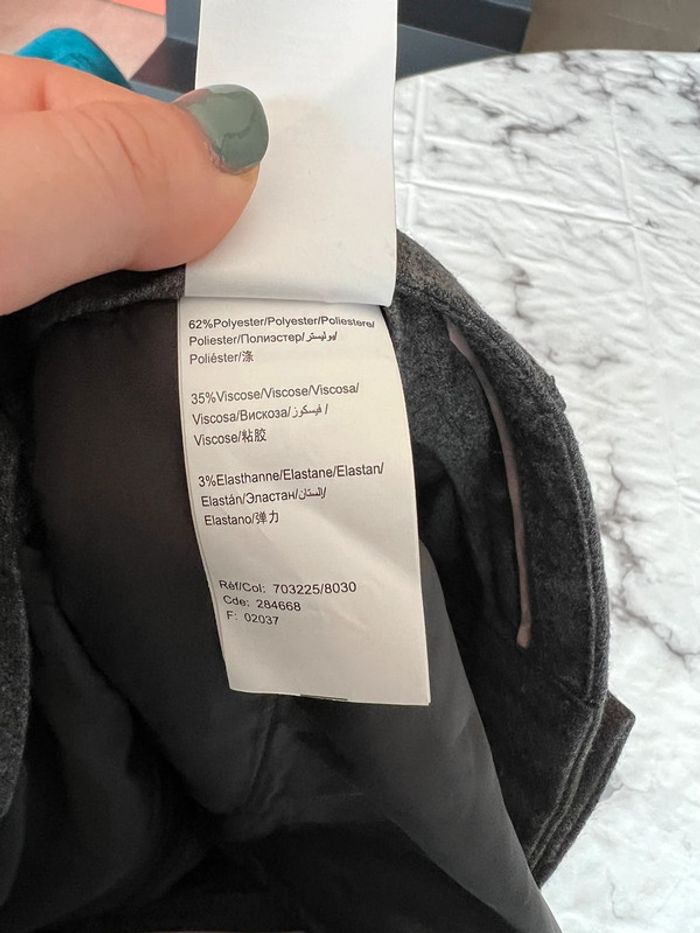 62%Polyester/Polyester/Poliestere/
Poliester/Полиэстер/بوليستر/
Poliéster/涤
35%Viscose/Viscose/Viscosa/
Viscosa/Вискоза/فيسكوز/
Viscose/粘胶
3%Elasthanne/Elastane/Elastan/
Elastán/Эластан/إلستان/
Elastano/弹力
Réf/Col: 703225/8030
Cde: 284668
F: 02037